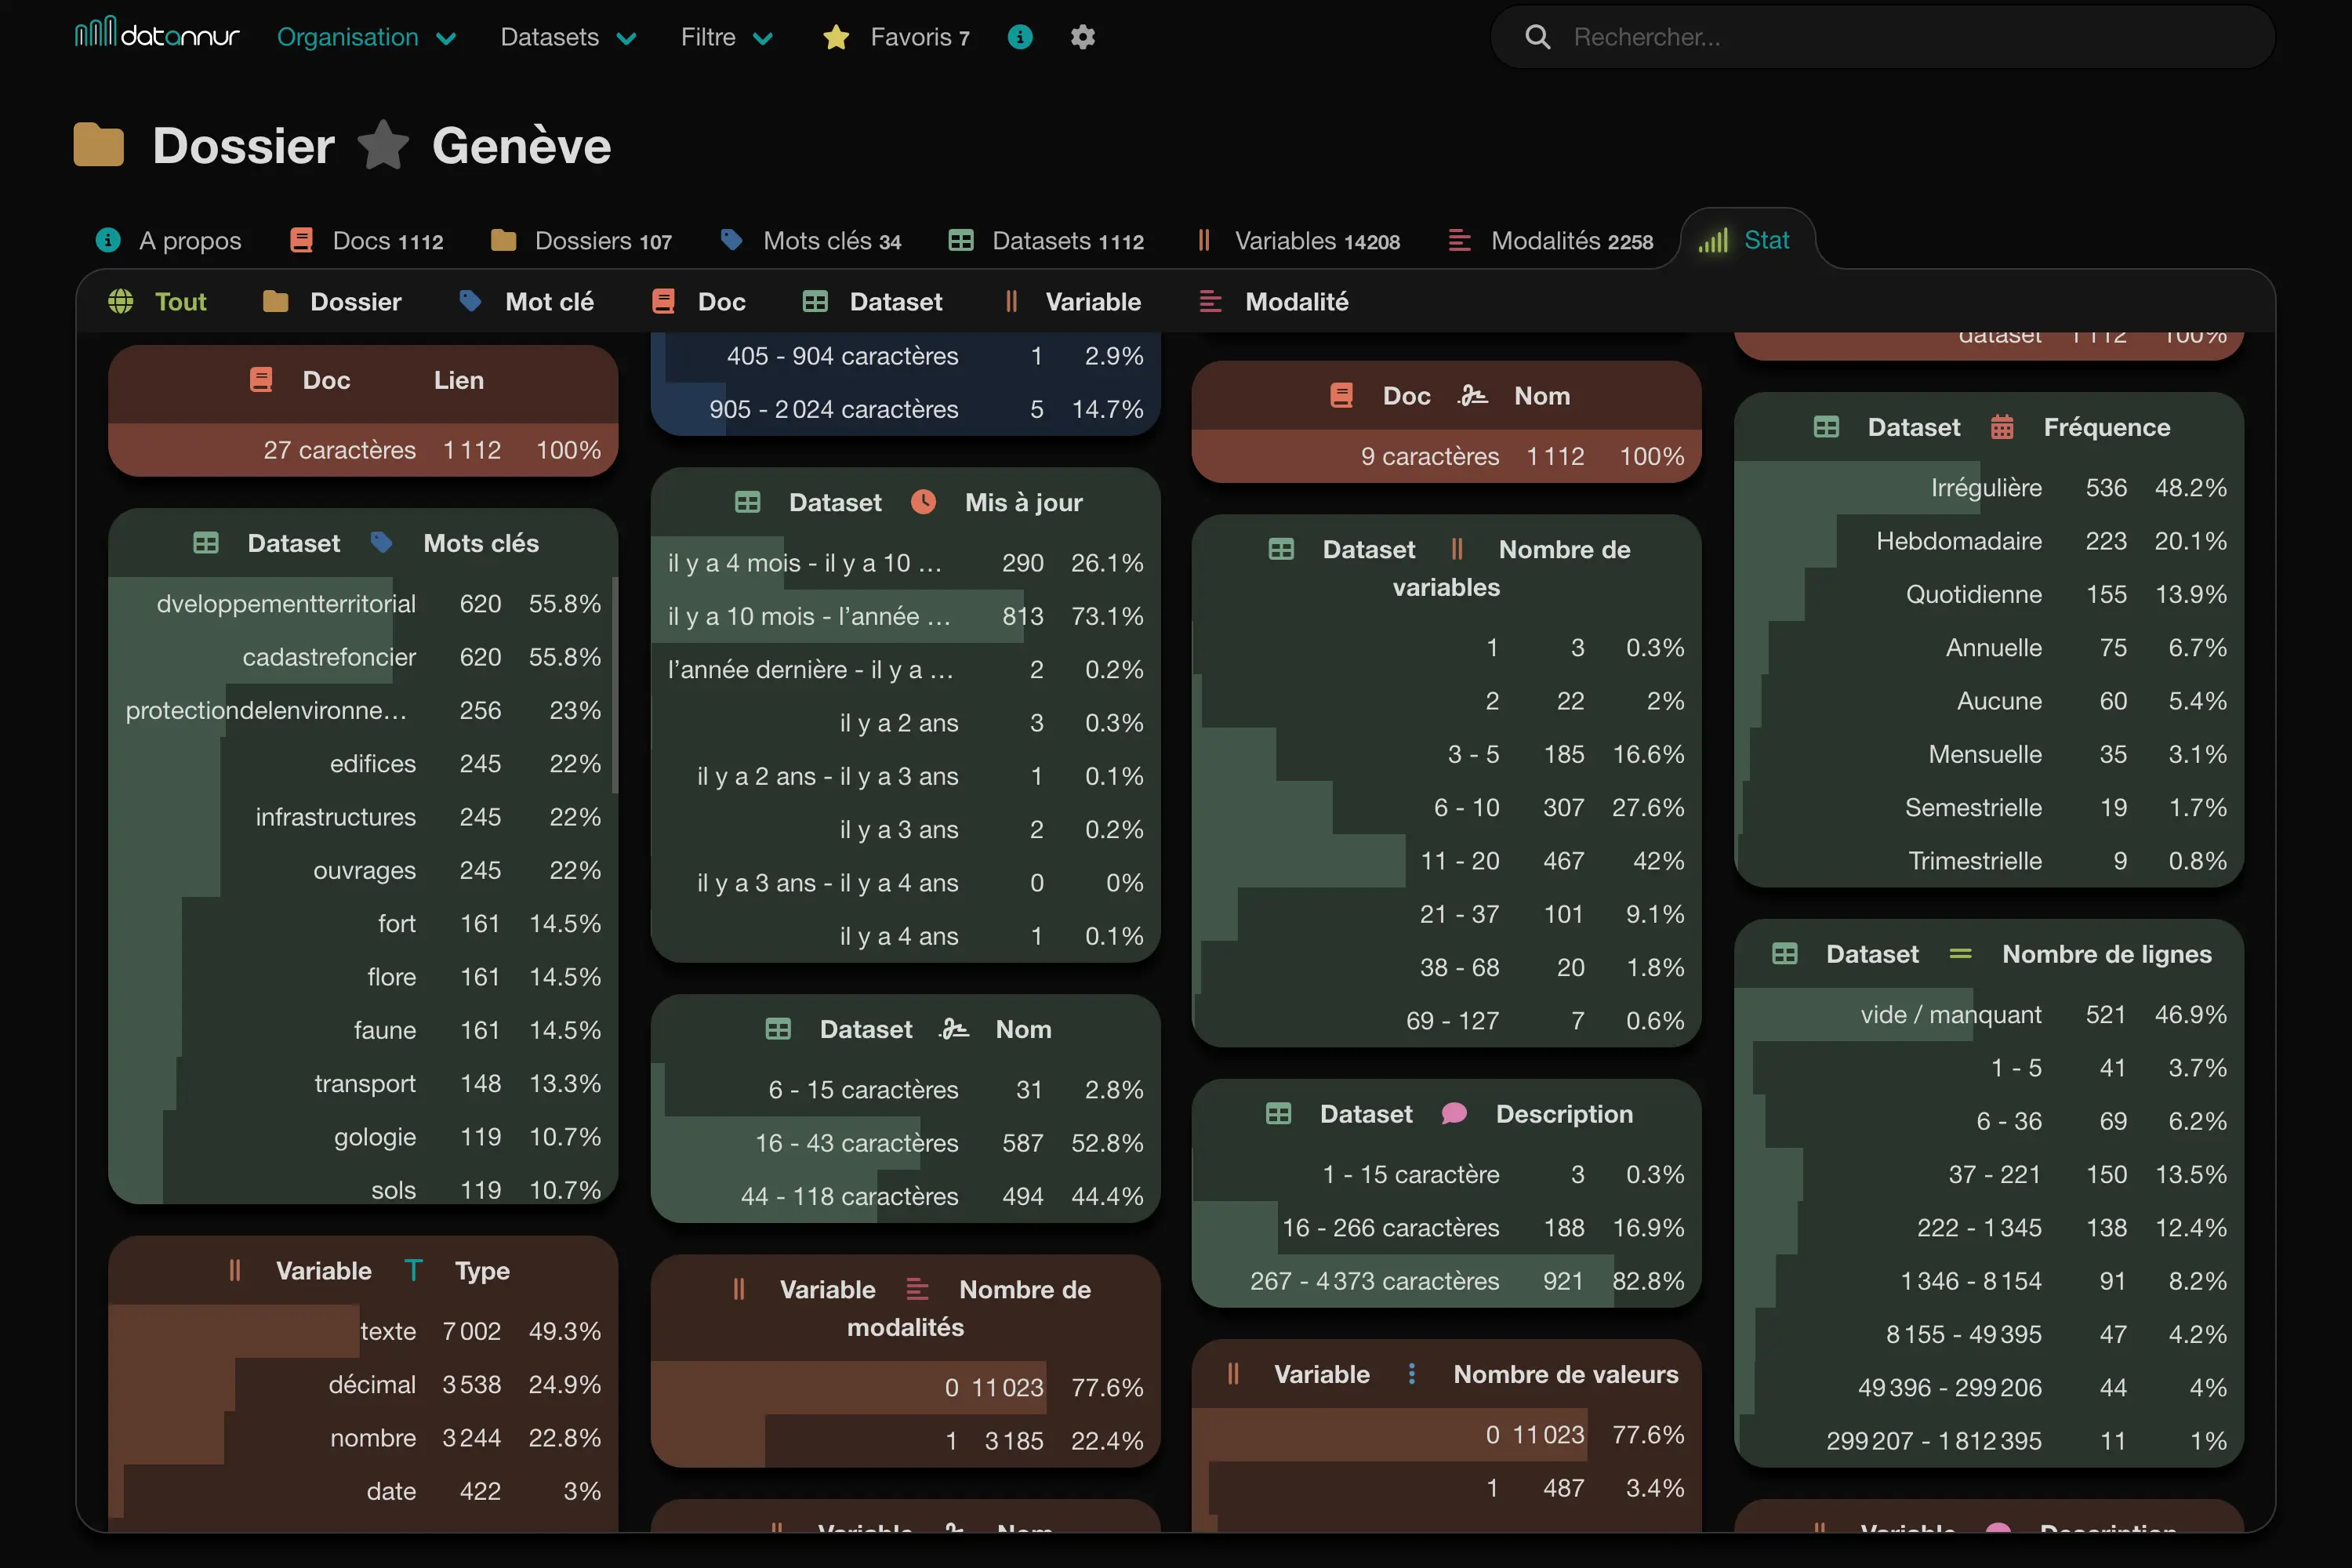 datannur Organisation Datasets Filtre Favoris 7 Rechercher...
Dossier Genève
A propos Docs 1112 Dossiers 107 Mots clés 34 Datasets 1112 Variables 14208 Modalités 2258 Stat
Tout Dossier Mot clé Doc Dataset Variable Modalité
Doc Lien
27 caractères 1 112 100%
Dataset Mots clés
dveloppementterritorial 620 55.8%
cadastrefoncier 620 55.8%
protectiondelenvironne... 256 23%
edifices 245 22%
infrastructures 245 22%
ouvrages 245 22%
fort 161 14.5%
flore 161 14.5%
faune 161 14.5%
transport 148 13.3%
gologie 119 10.7%
sols 119 10.7%
Variable Type
texte 7 002 49.3%
décimal 3 538 24.9%
nombre 3 244 22.8%
date 422 3%
405 - 904 caractères 1 2.9%
905 - 2 024 caractères 5 14.7%
Dataset Mis à jour
il y a 4 mois - il y a 10 ... 290 26.1%
il y a 10 mois - l’année ... 813 73.1%
l’année dernière - il y a ... 2 0.2%
il y a 2 ans 3 0.3%
il y a 2 ans - il y a 3 ans 1 0.1%
il y a 3 ans 2 0.2%
il y a 3 ans - il y a 4 ans 0 0%
il y a 4 ans 1 0.1%
Dataset Nom
6 - 15 caractères 31 2.8%
16 - 43 caractères 587 52.8%
44 - 118 caractères 494 44.4%
Variable Nombre de
modalités
0 11 023 77.6%
1 3 185 22.4%
Variable Nom
Doc Nom
9 caractères 1 112 100%
Dataset Nombre de
variables
1 3 0.3%
2 22 2%
3 - 5 185 16.6%
6 - 10 307 27.6%
11 - 20 467 42%
21 - 37 101 9.1%
38 - 68 20 1.8%
69 - 127 7 0.6%
Dataset Description
1 - 15 caractère 3 0.3%
16 - 266 caractères 188 16.9%
267 - 4 373 caractères 921 82.8%
Variable Nombre de valeurs
0 11 023 77.6%
1 487 3.4%
dataset 1 112 100%
Dataset Fréquence
Irrégulière 536 48.2%
Hebdomadaire 223 20.1%
Quotidienne 155 13.9%
Annuelle 75 6.7%
Aucune 60 5.4%
Mensuelle 35 3.1%
Semestrielle 19 1.7%
Trimestrielle 9 0.8%
Dataset Nombre de lignes
vide / manquant 521 46.9%
1 - 5 41 3.7%
6 - 36 69 6.2%
37 - 221 150 13.5%
222 - 1 345 138 12.4%
1 346 - 8 154 91 8.2%
8 155 - 49 395 47 4.2%
49 396 - 299 206 44 4%
299 207 - 1 812 395 11 1%
Variable Description